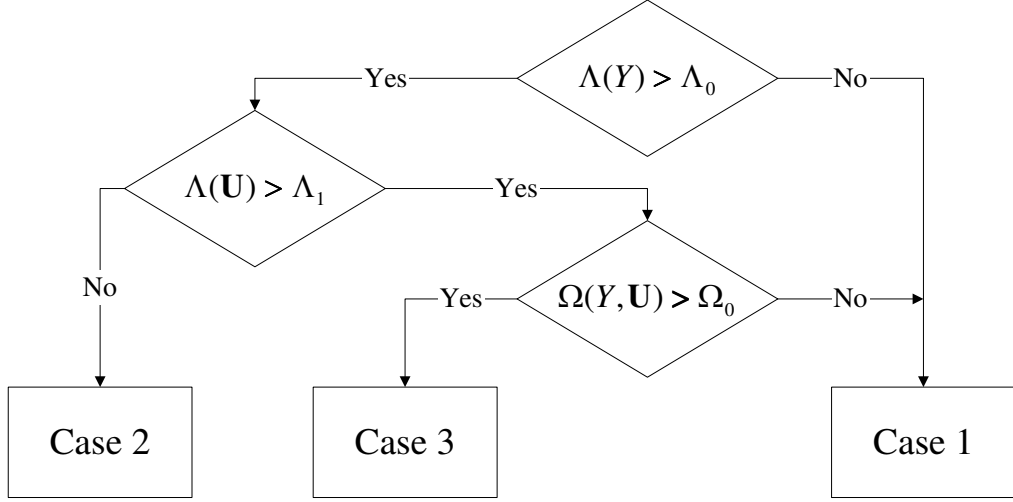 Yes
Λ(Y) > Λ₀
No
Λ(U) > Λ₁
Yes
No
Yes
Ω(Y, U) > Ω₀
No
Case 2
Case 3
Case 1